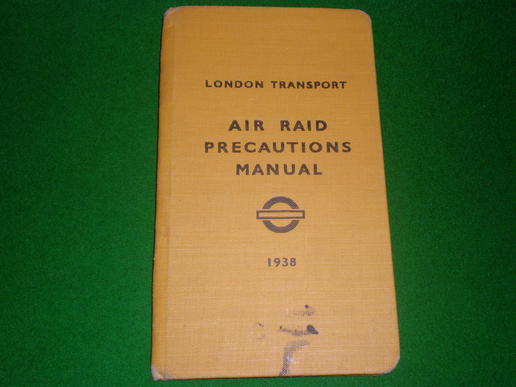 LONDON TRANSPORT
AIR RAID
PRECAUTIONS
MANUAL
1938